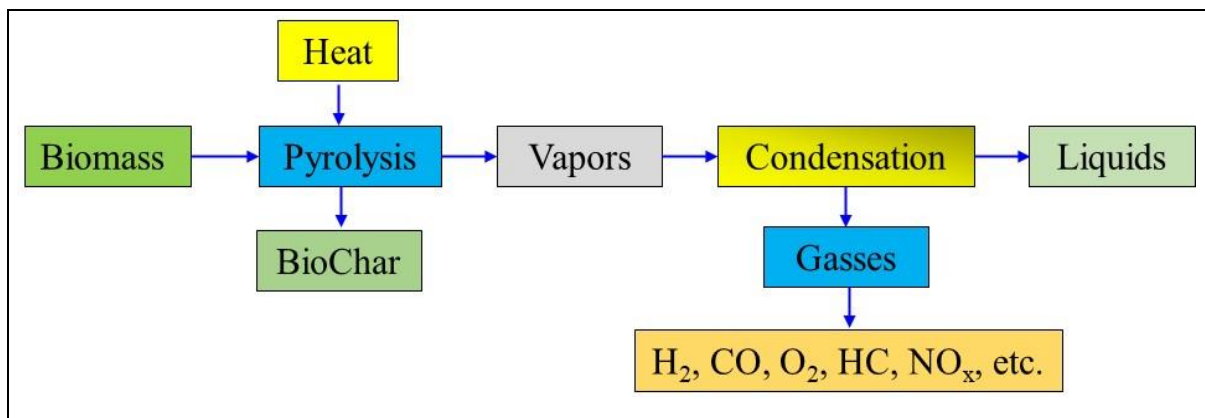 Heat
Biomass
Pyrolysis
Vapors
Condensation
Liquids
BioChar
Gasses
H₂, CO, O₂, HC, NOₓ, etc.